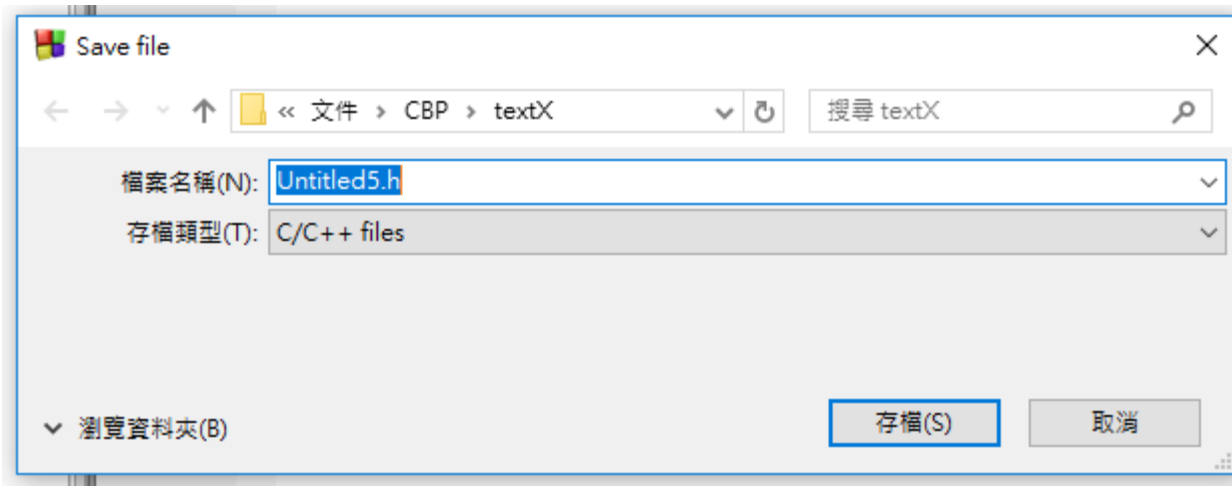 Save file
« 文件 › CBP › textX 搜尋 textX
檔案名稱(N): Untitled5.h
存檔類型(T): C/C++ files
瀏覽資料夾(B) 存檔(S) 取消